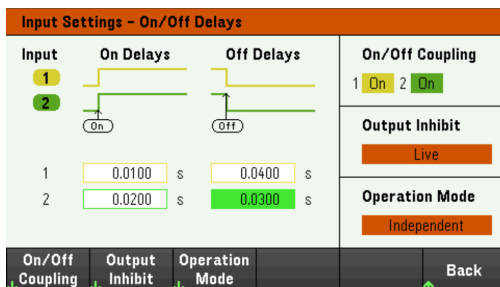 Input Settings - On/Off Delays
Input On Delays Off Delays
1
2
On Off
1 0.0100 s 0.0400 s
2 0.0200 s 0.0300 s
On/Off Coupling
1 On 2 On
Output Inhibit
Live
Operation Mode
Independent
On/Off Output Operation
Coupling Inhibit Mode Back